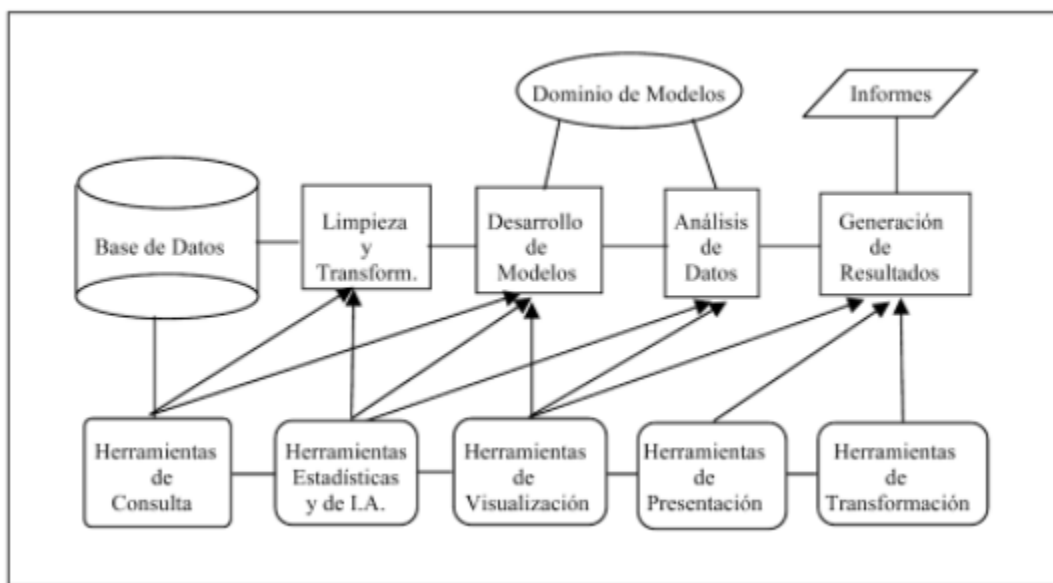 Dominio de Modelos
Informes
Base de Datos
Limpieza
y
Transform.
Desarrollo
de
Modelos
Análisis
de
Datos
Generación
de
Resultados
Herramientas
de
Consulta
Herramientas
Estadísticas
y de I.A.
Herramientas
de
Visualización
Herramientas
de
Presentación
Herramientas
de
Transformación